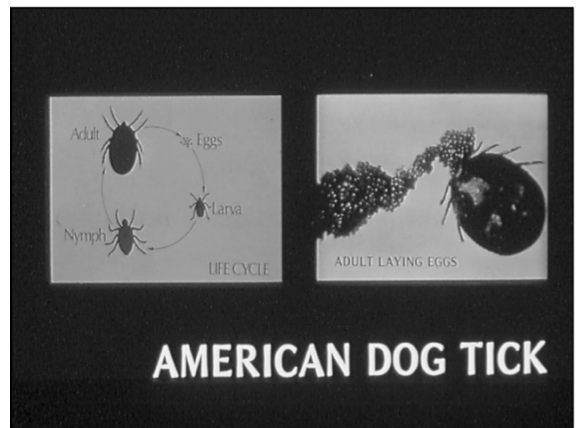 Adult
Eggs
Larva
Nymph
LIFE CYCLE
ADULT LAYING EGGS
AMERICAN DOG TICK